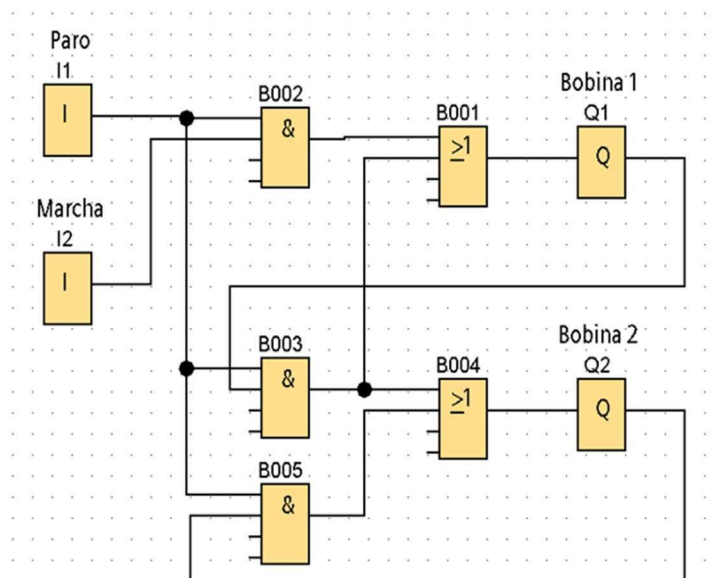 Paro
I1
I
B002
&
B001
≥1
Bobina 1
Q1
Q
Marcha
I2
I
B003
&
B004
≥1
Bobina 2
Q2
Q
B005
&